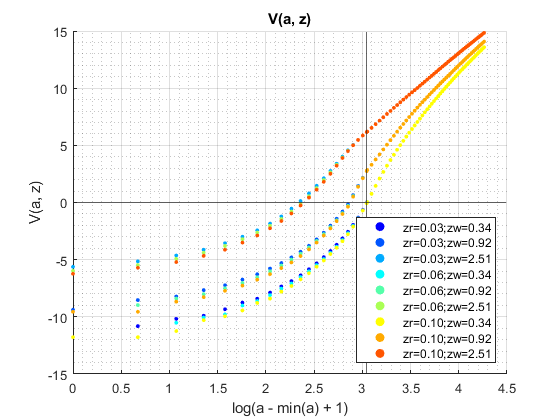 V(a, z)
15
10
5
0
-5
-10
-15
V(a, z)
0
0.5
1
1.5
2
2.5
3
3.5
4
4.5
log(a - min(a) + 1)
zr=0.03;zw=0.34
zr=0.03;zw=0.92
zr=0.03;zw=2.51
zr=0.06;zw=0.34
zr=0.06;zw=0.92
zr=0.06;zw=2.51
zr=0.10;zw=0.34
zr=0.10;zw=0.92
zr=0.10;zw=2.51